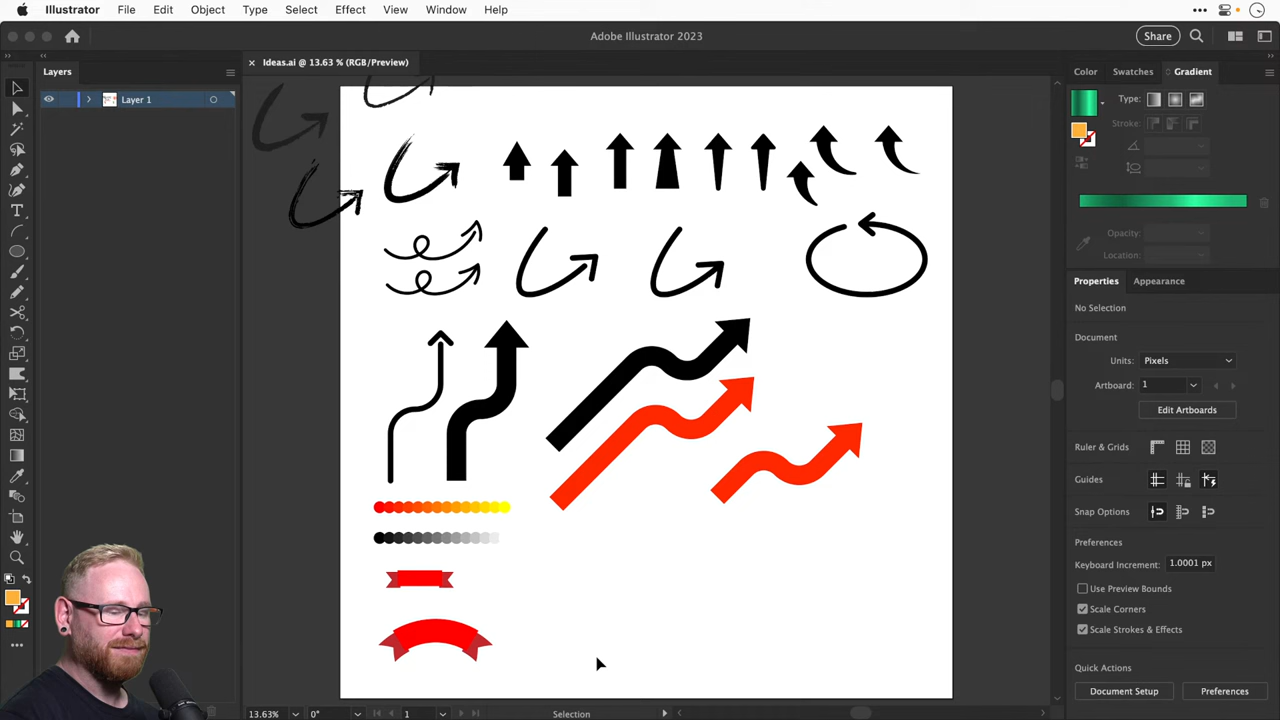 Illustrator File Edit Object Type Select Effect View Window Help
Adobe Illustrator 2023
Share
Layers
Ideas.ai @ 13.63 % (RGB/Preview)
Color Swatches Gradient
Layer 1
Type:
Stroke:
Opacity:
Location:
Properties Appearance
No Selection
Document
Units: Pixels
Artboard: 1
Edit Artboards
Ruler & Grids
Guides
Snap Options
Preferences
Keyboard Increment: 1.0001 px
Use Preview Bounds
Scale Corners
Scale Strokes & Effects
Quick Actions
Document Setup Preferences
13.63% 0° 1 Selection